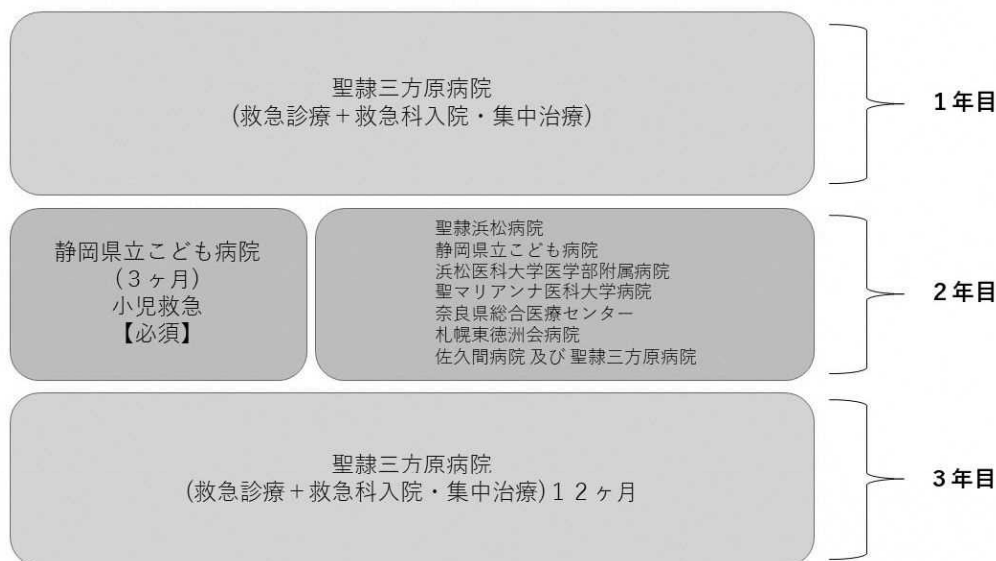 聖隷三方原病院
(救急診療＋救急科入院・集中治療)
1年目
静岡県立こども病院
(３ヶ月)
小児救急
【必須】
聖隷浜松病院
静岡県立こども病院
浜松医科大学医学部附属病院
聖マリアンナ医科大学病院
奈良県総合医療センター
札幌東徳洲会病院
佐久間病院 及び 聖隷三方原病院
2年目
聖隷三方原病院
(救急診療＋救急科入院・集中治療)１２ヶ月
3年目